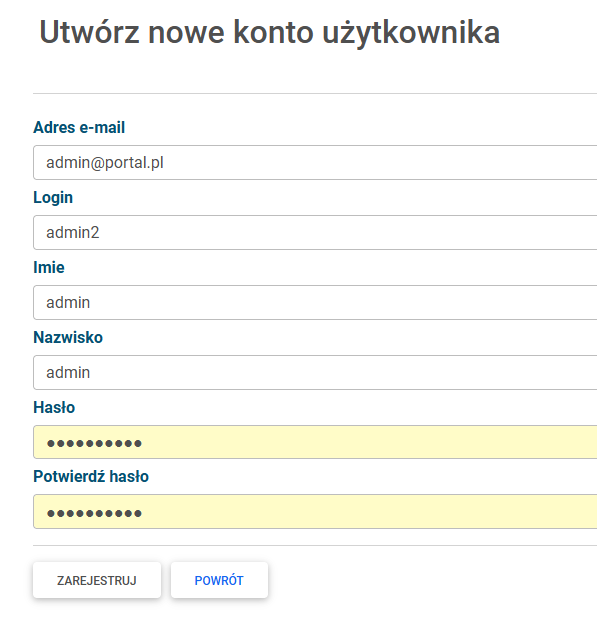 Utwórz nowe konto użytkownika
Adres e-mail
admin@portal.pl
Login
admin2
Imie
admin
Nazwisko
admin
Hasło
●●●●●●●●●●
Potwierdź hasło
●●●●●●●●●●
ZAREJESTRUJ
POWRÓT